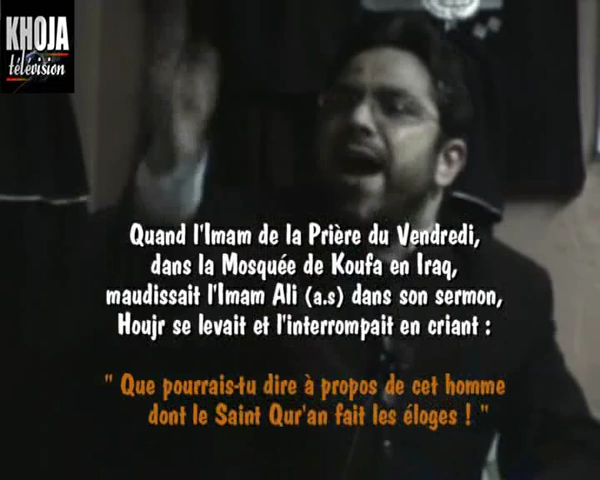 KHOJA
télévision
Quand l'Imam de la Prière du Vendredi,
dans la Mosquée de Koufa en Iraq,
maudissait l'Imam Ali (a.s) dans son sermon,
Houjr se levait et l'interrompait en criant :
" Que pourrais-tu dire à propos de cet homme
dont le Saint Qur'an fait les éloges ! "